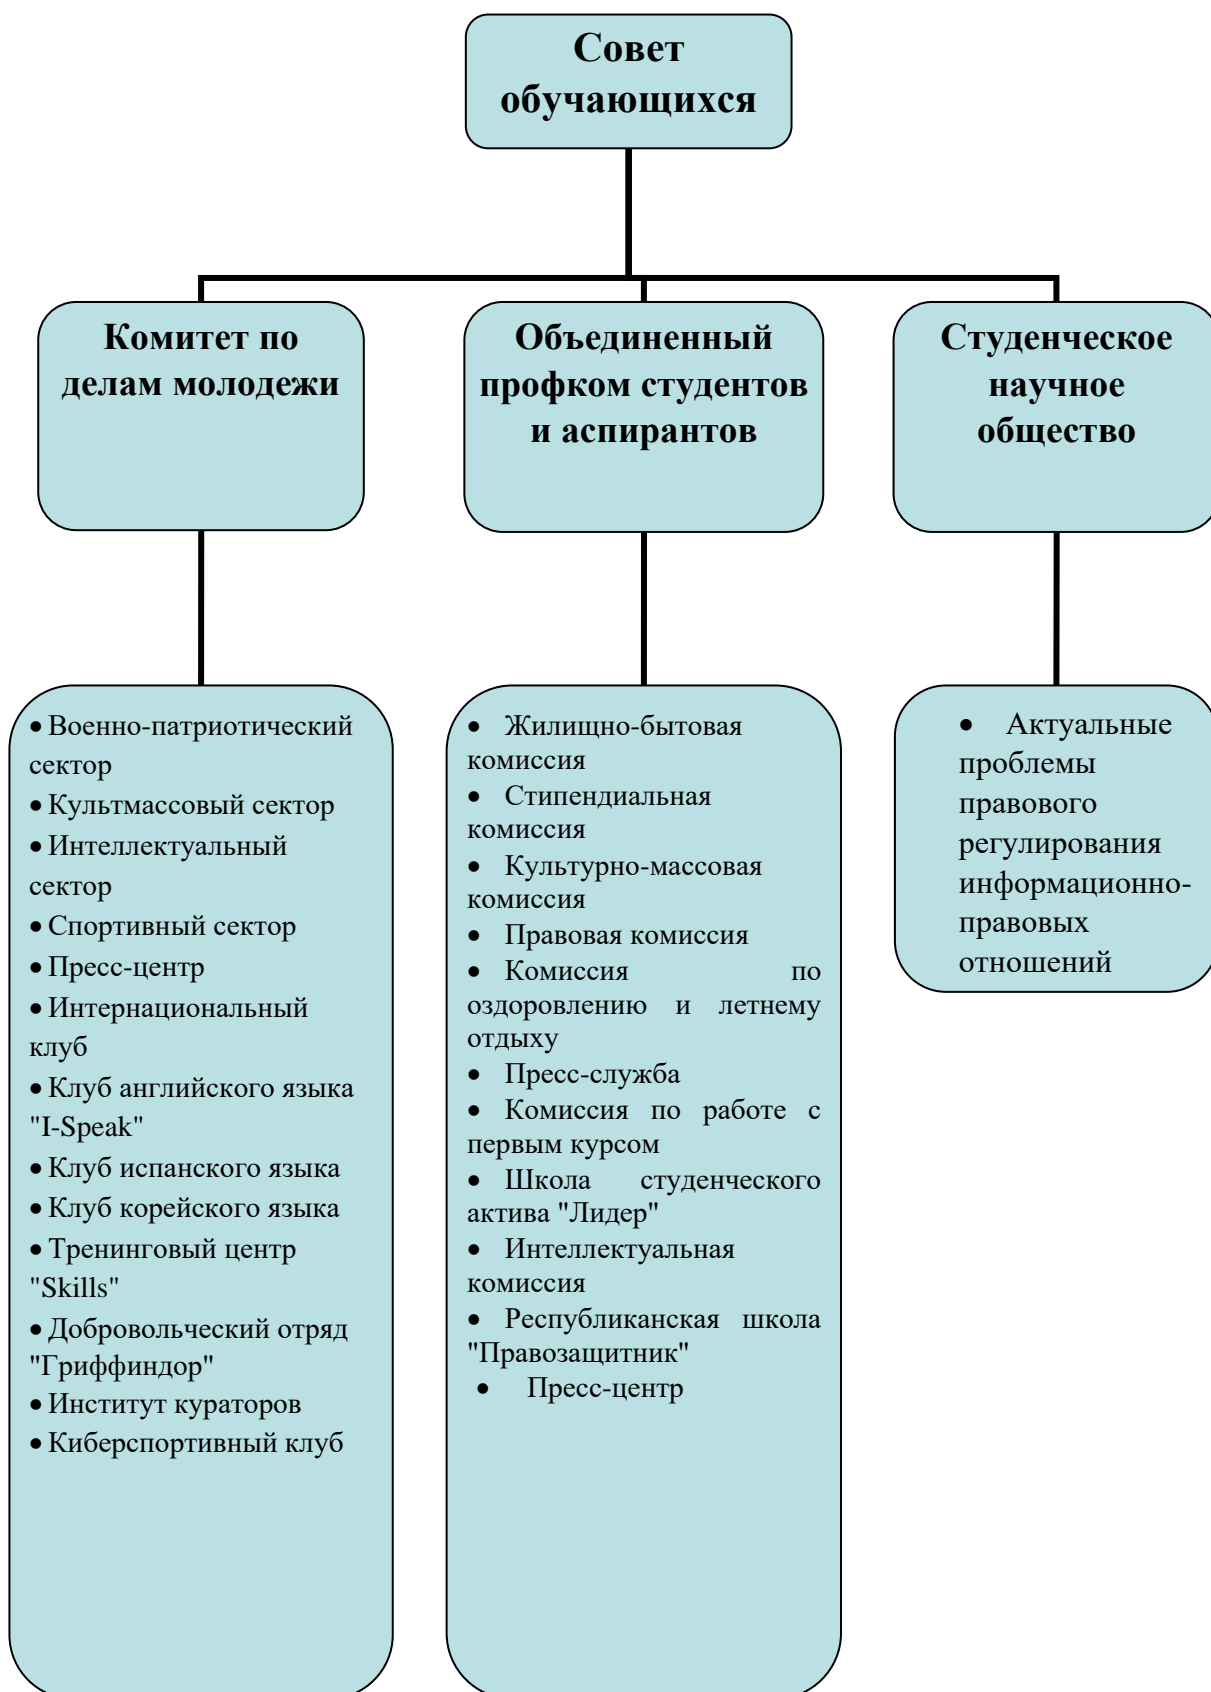 Совет
обучающихся
Комитет по
делам молодежи
Объединенный
профком студентов
и аспирантов
Студенческое
научное
общество
• Военно-патриотический
сектор
• Культмассовый сектор
• Интеллектуальный
сектор
• Спортивный сектор
• Пресс-центр
• Интернациональный
клуб
• Клуб английского языка
"I-Speak"
• Клуб испанского языка
• Клуб корейского языка
• Тренинговый центр
"Skills"
• Добровольческий отряд
"Гриффиндор"
• Институт кураторов
• Киберспортивный клуб
• Жилищно-бытовая
комиссия
• Стипендиальная
комиссия
• Культурно-массовая
комиссия
• Правовая комиссия
• Комиссия по
оздоровлению и летнему
отдыху
• Пресс-служба
• Комиссия по работе с
первым курсом
• Школа студенческого
актива "Лидер"
• Интеллектуальная
комиссия
• Республиканская школа
"Правозащитник"
• Пресс-центр
• Актуальные
проблемы
правового
регулирования
информационно-
правовых
отношений